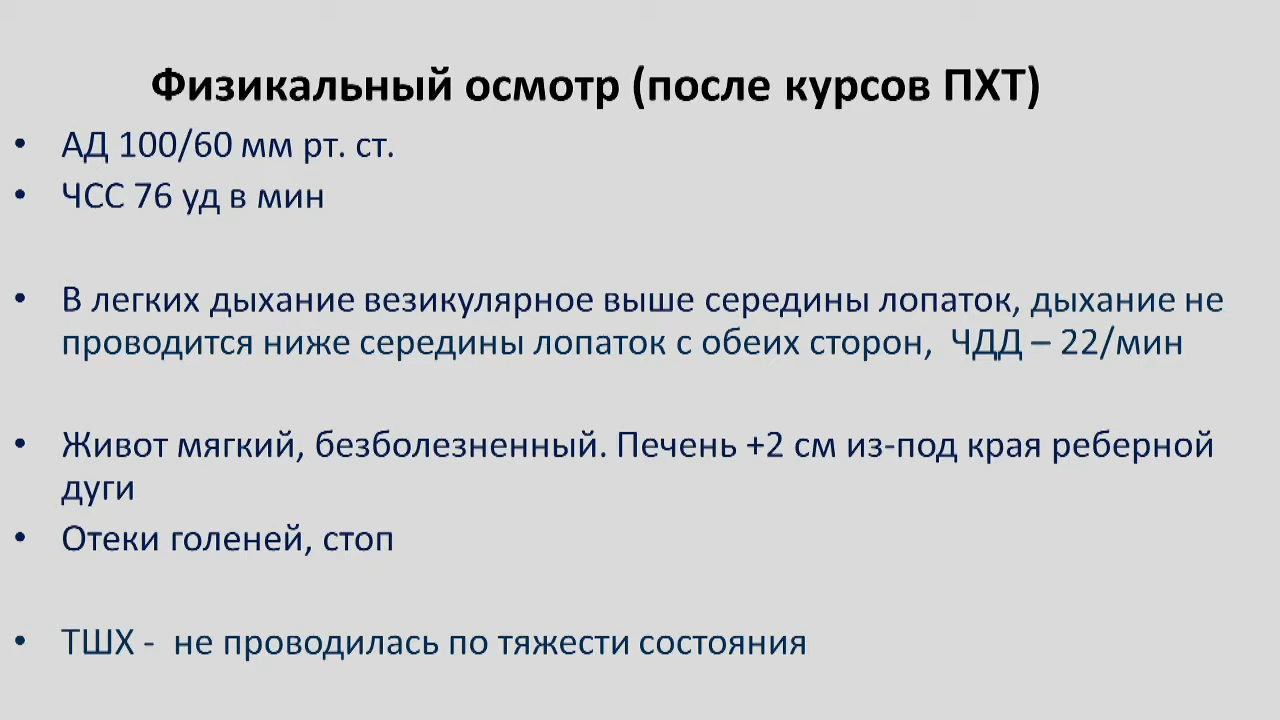 Физикальный осмотр (после курсов ПХТ)
• АД 100/60 мм рт. ст.
• ЧСС 76 уд в мин
• В легких дыхание везикулярное выше середины лопаток, дыхание не
проводится ниже середины лопаток с обеих сторон, ЧДД – 22/мин
• Живот мягкий, безболезненный. Печень +2 см из-под края реберной
дуги
• Отеки голеней, стоп
• ТШХ - не проводилась по тяжести состояния